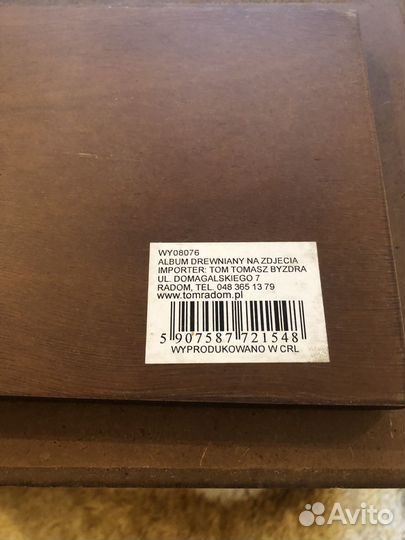 WY08076
ALBUM DREWNIANY NA ZDJECIA
IMPORTER: TOM TOMASZ BYZDRA
UL. DOMAGALSKIEGO 7
RADOM, TEL. 048 365 13 79
www.tomradom.pl
5 907587 721548
WYPRODUKOWANO W CRL
Avito